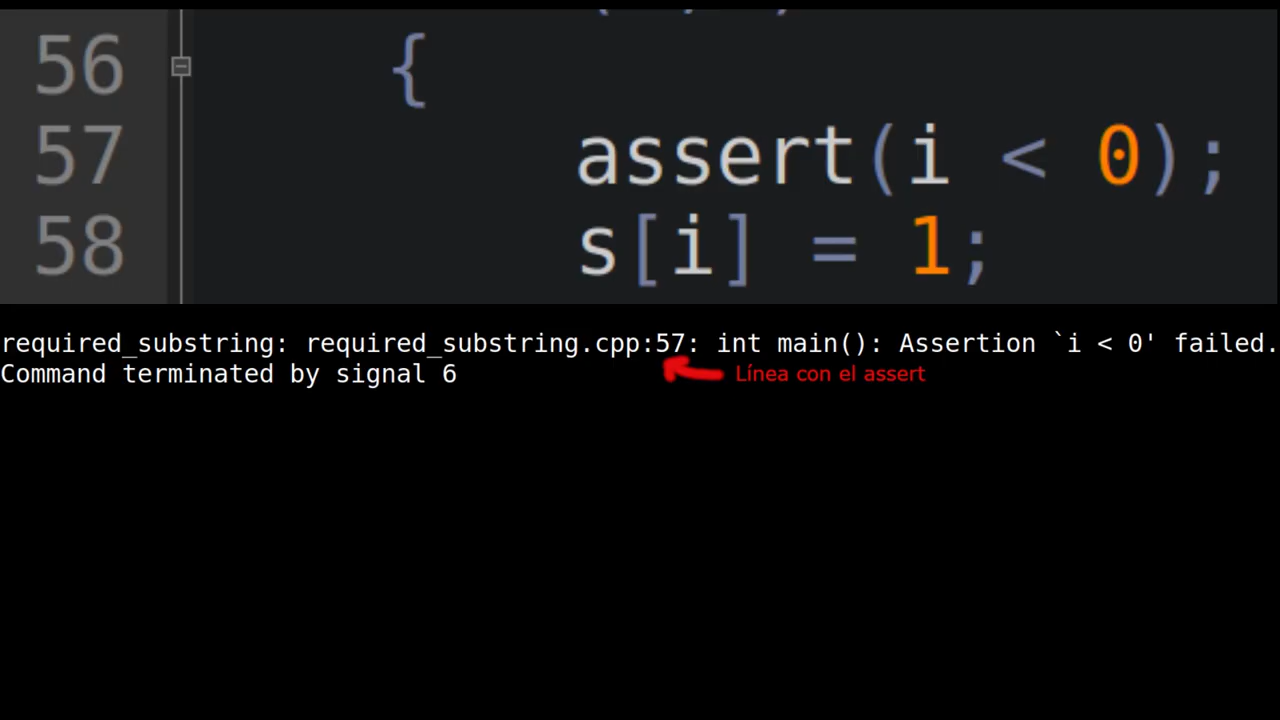 56 {
57 assert(i < 0);
58 s[i] = 1;
required_substring: required_substring.cpp:57: int main(): Assertion `i < 0' failed.
Command terminated by signal 6
Línea con el assert